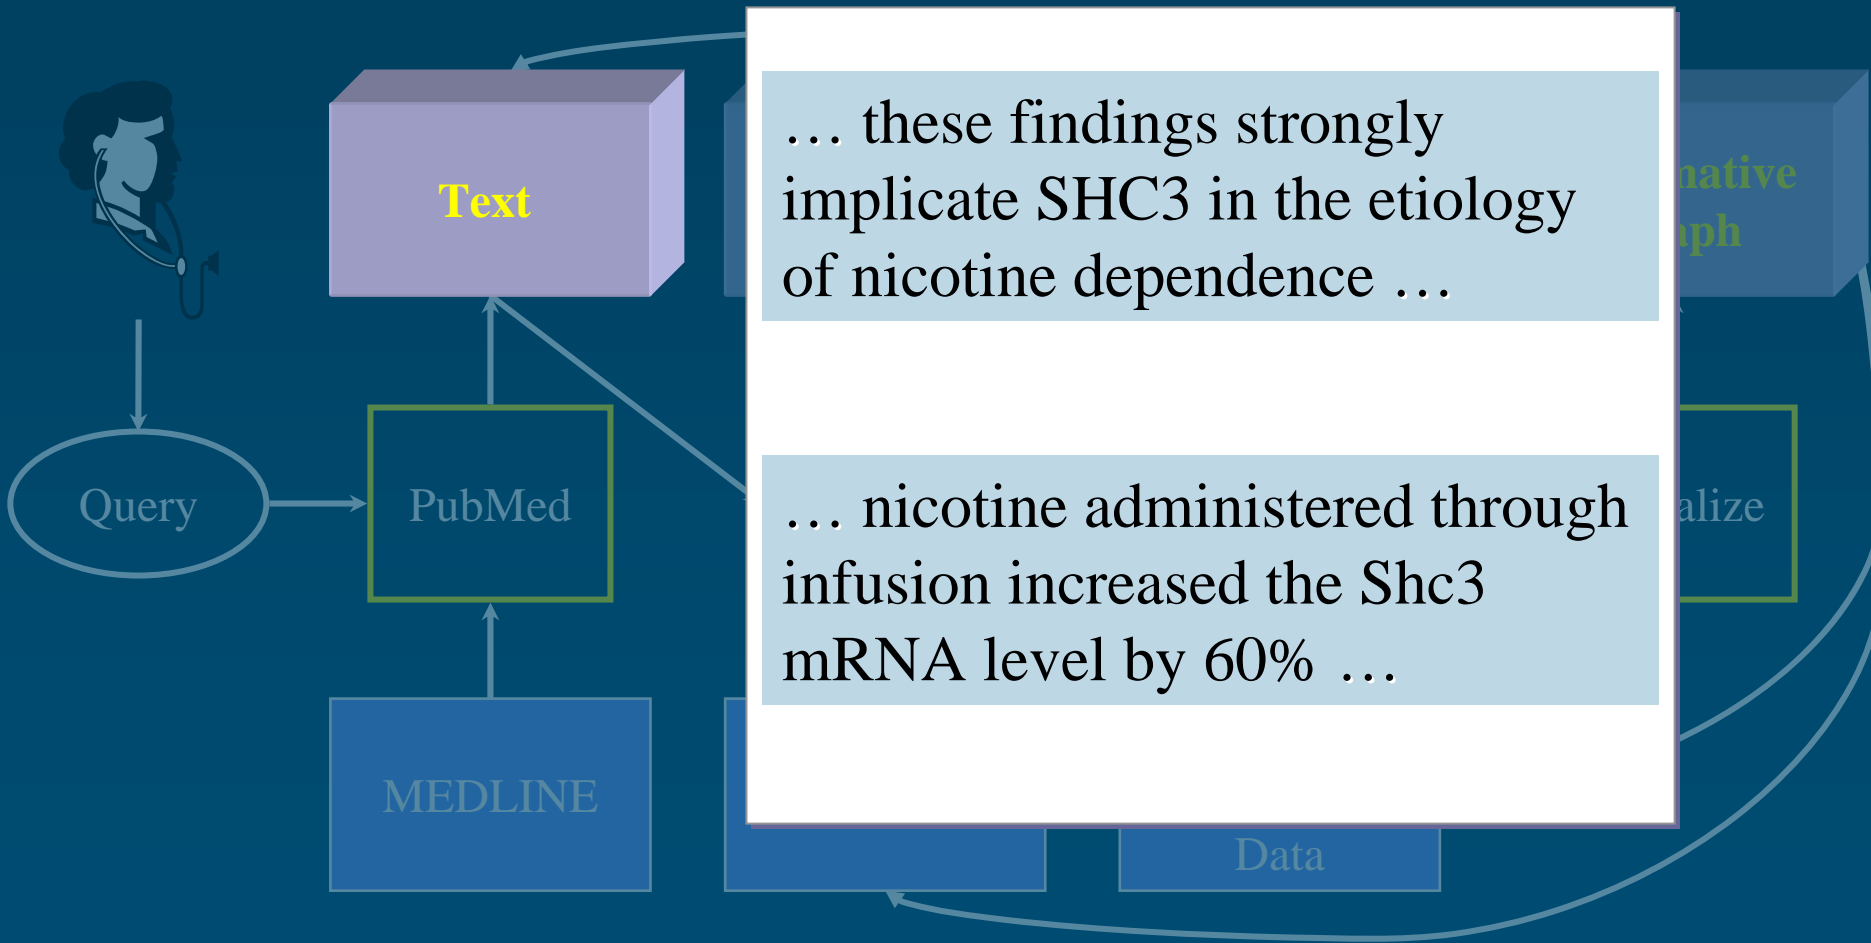 Text
… these findings strongly
implicate SHC3 in the etiology
of nicotine dependence …
… nicotine administered through
infusion increased the Shc3
mRNA level by 60% …
Query
PubMed
MEDLINE
Data